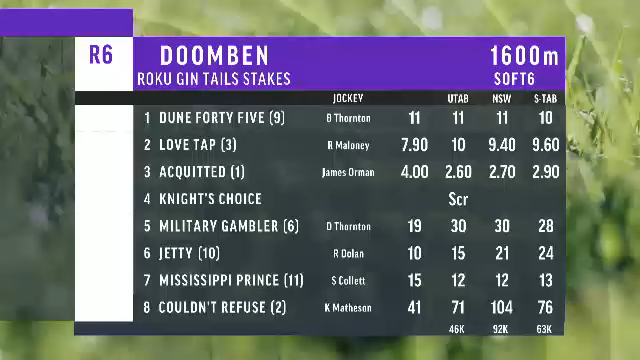 R6 DOOMBEN 1600m
ROKU GIN TAILS STAKES SOFT6
JOCKEY UTAB NSW S-TAB
1 DUNE FORTY FIVE (9) B Thornton 11 11 11 10
2 LOVE TAP (3) R Maloney 7.90 10 9.40 9.60
3 ACQUITTED (1) James Orman 4.00 2.60 2.70 2.90
4 KNIGHT'S CHOICE Scr
5 MILITARY GAMBLER (6) D Thornton 19 30 30 28
6 JETTY (10) R Dolan 10 15 21 24
7 MISSISSIPPI PRINCE (11) S Collett 15 12 12 13
8 COULDN'T REFUSE (2) K Matheson 41 71 104 76
46K 92K 63K